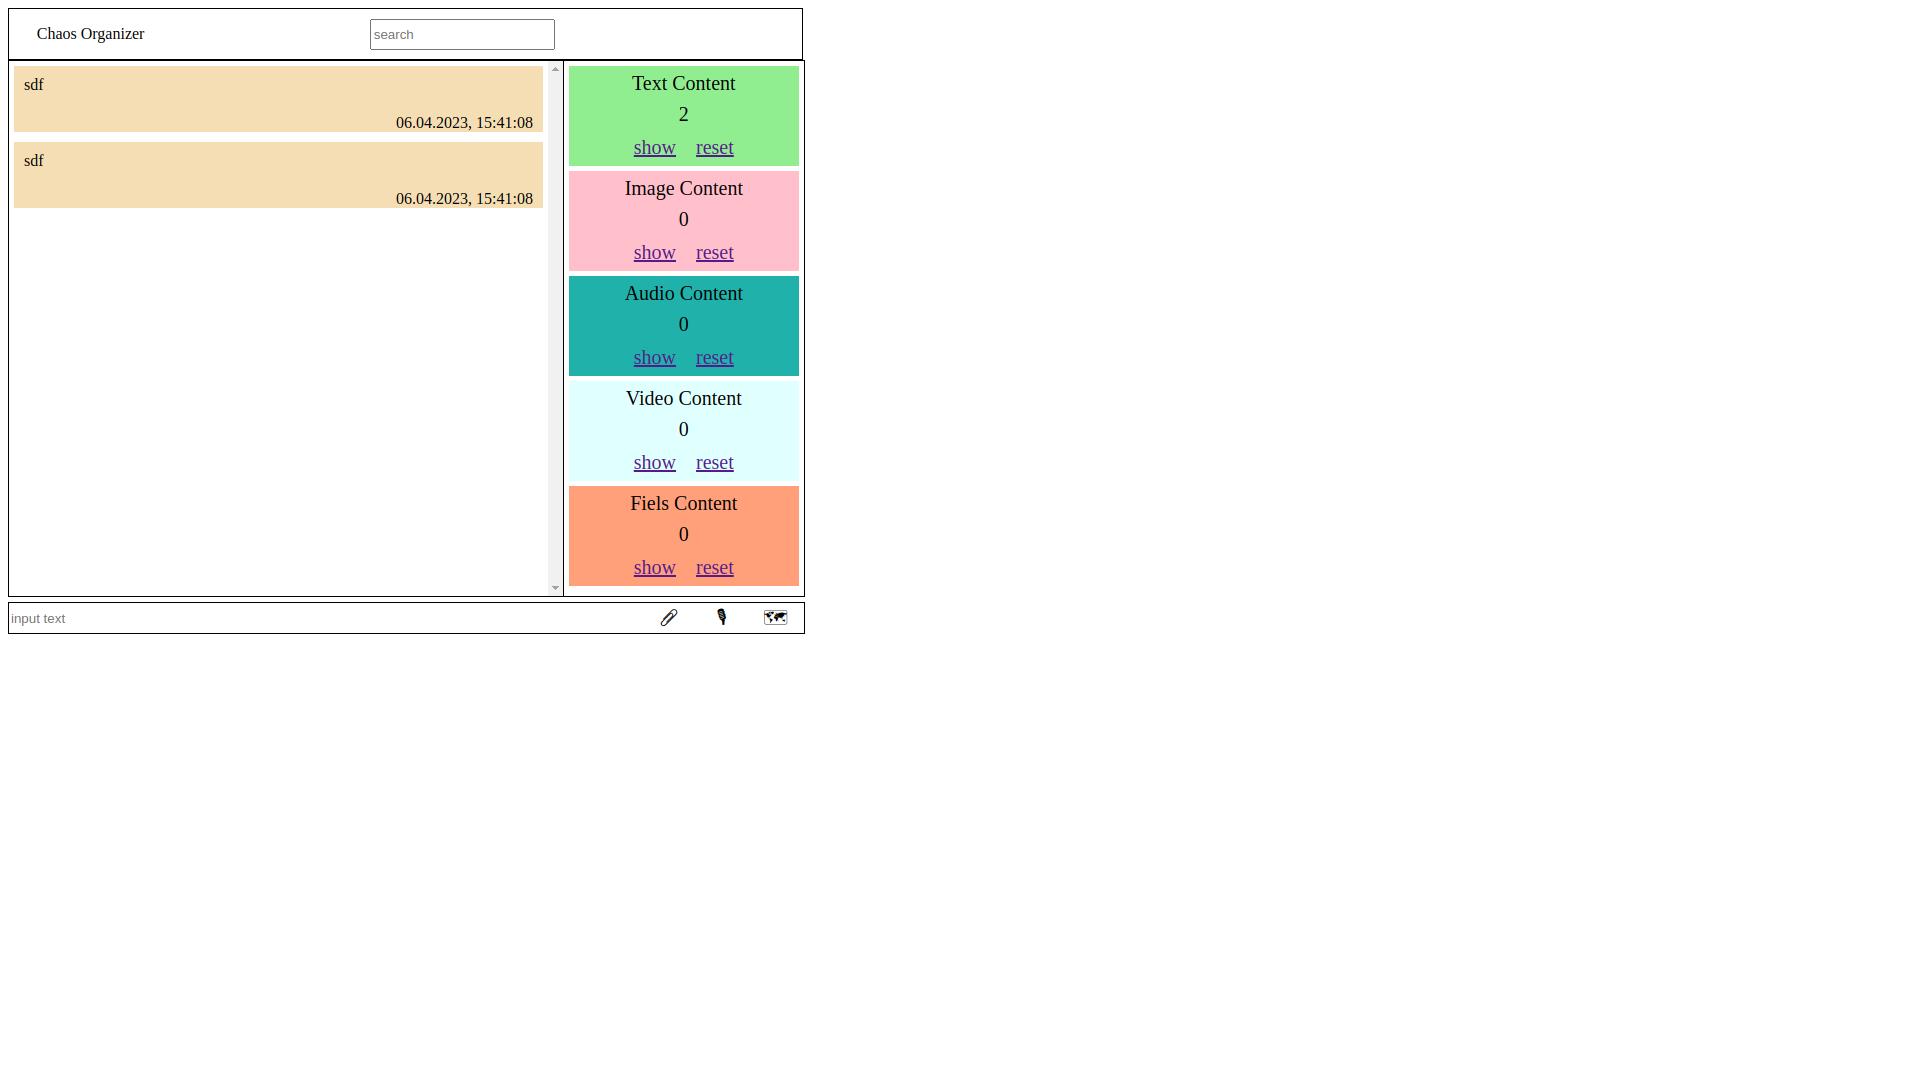 Chaos Organizer
search
sdf
06.04.2023, 15:41:08
sdf
06.04.2023, 15:41:08
Text Content
2
show reset
Image Content
0
show reset
Audio Content
0
show reset
Video Content
0
show reset
Fiels Content
0
show reset
input text